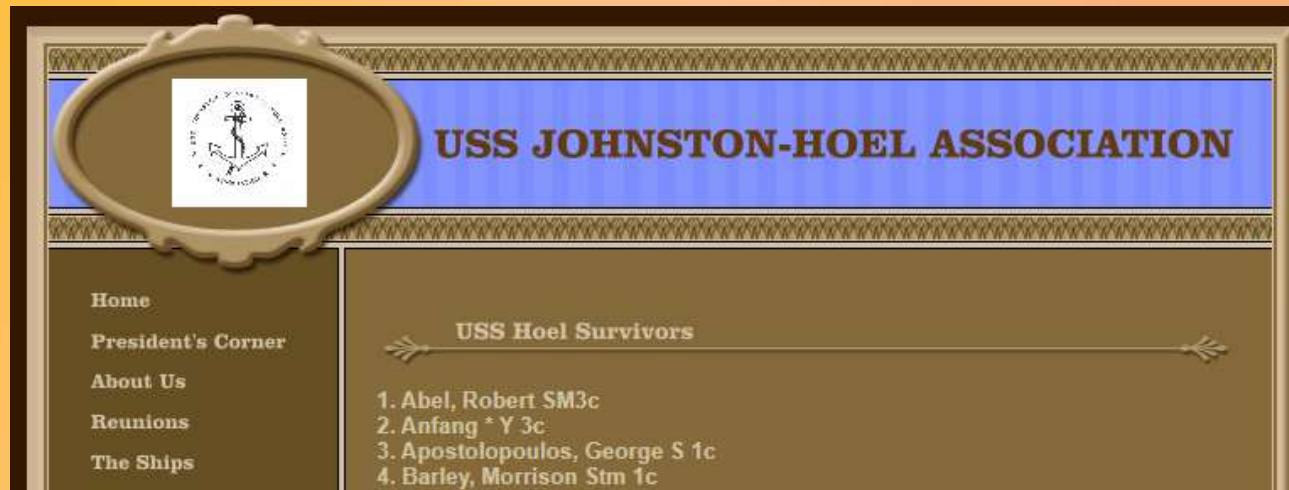 USS JOHNSTON-HOEL ASSOCIATION
Home
President's Corner
About Us
Reunions
The Ships
USS Hoel Survivors
1. Abel, Robert SM3c
2. Anfang * Y 3c
3. Apostolopoulos, George S 1c
4. Barley, Morrison Stm 1c